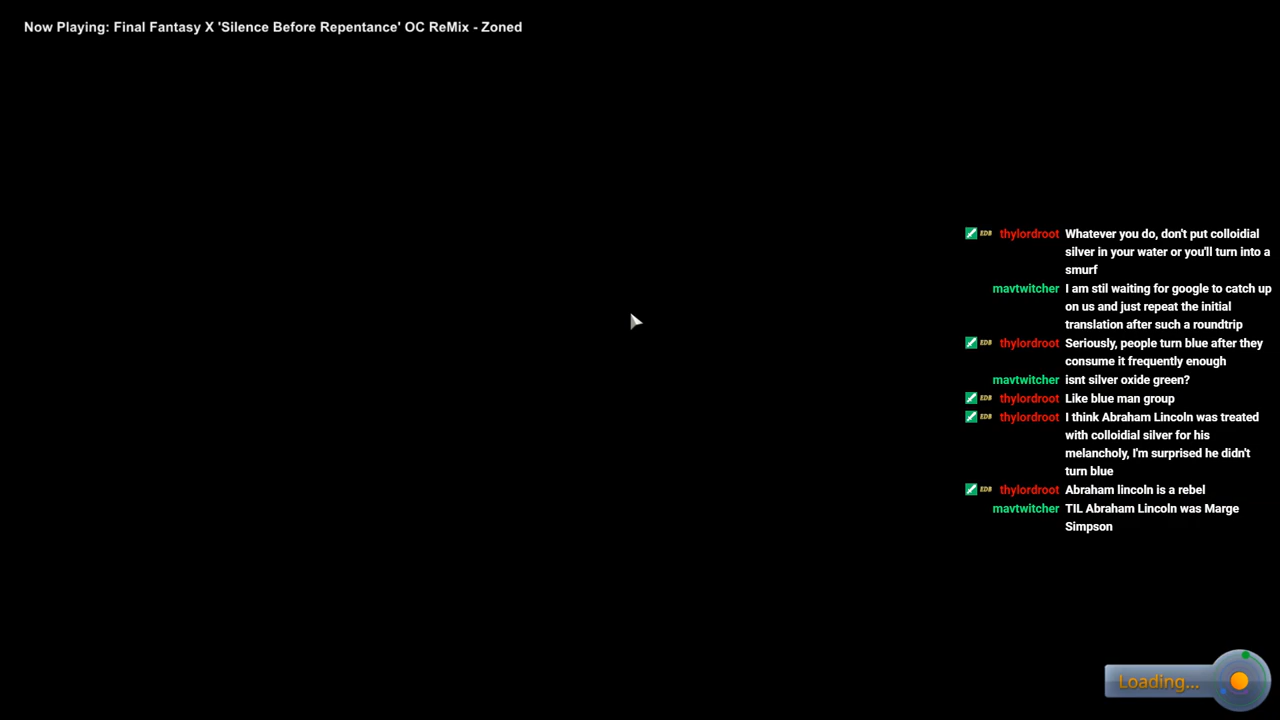 Now Playing: Final Fantasy X 'Silence Before Repentance' OC ReMix - Zoned
EDB thylordroot Whatever you do, don't put colloidial
silver in your water or you'll turn into a
smurf
mavtwitcher I am stil waiting for google to catch up
on us and just repeat the initial
translation after such a roundtrip
EDB thylordroot Seriously, people turn blue after they
consume it frequently enough
mavtwitcher isnt silver oxide green?
EDB thylordroot Like blue man group
EDB thylordroot I think Abraham Lincoln was treated
with colloidial silver for his
melancholy, I'm surprised he didn't
turn blue
EDB thylordroot Abraham lincoln is a rebel
mavtwitcher TIL Abraham Lincoln was Marge
Simpson
Loading...